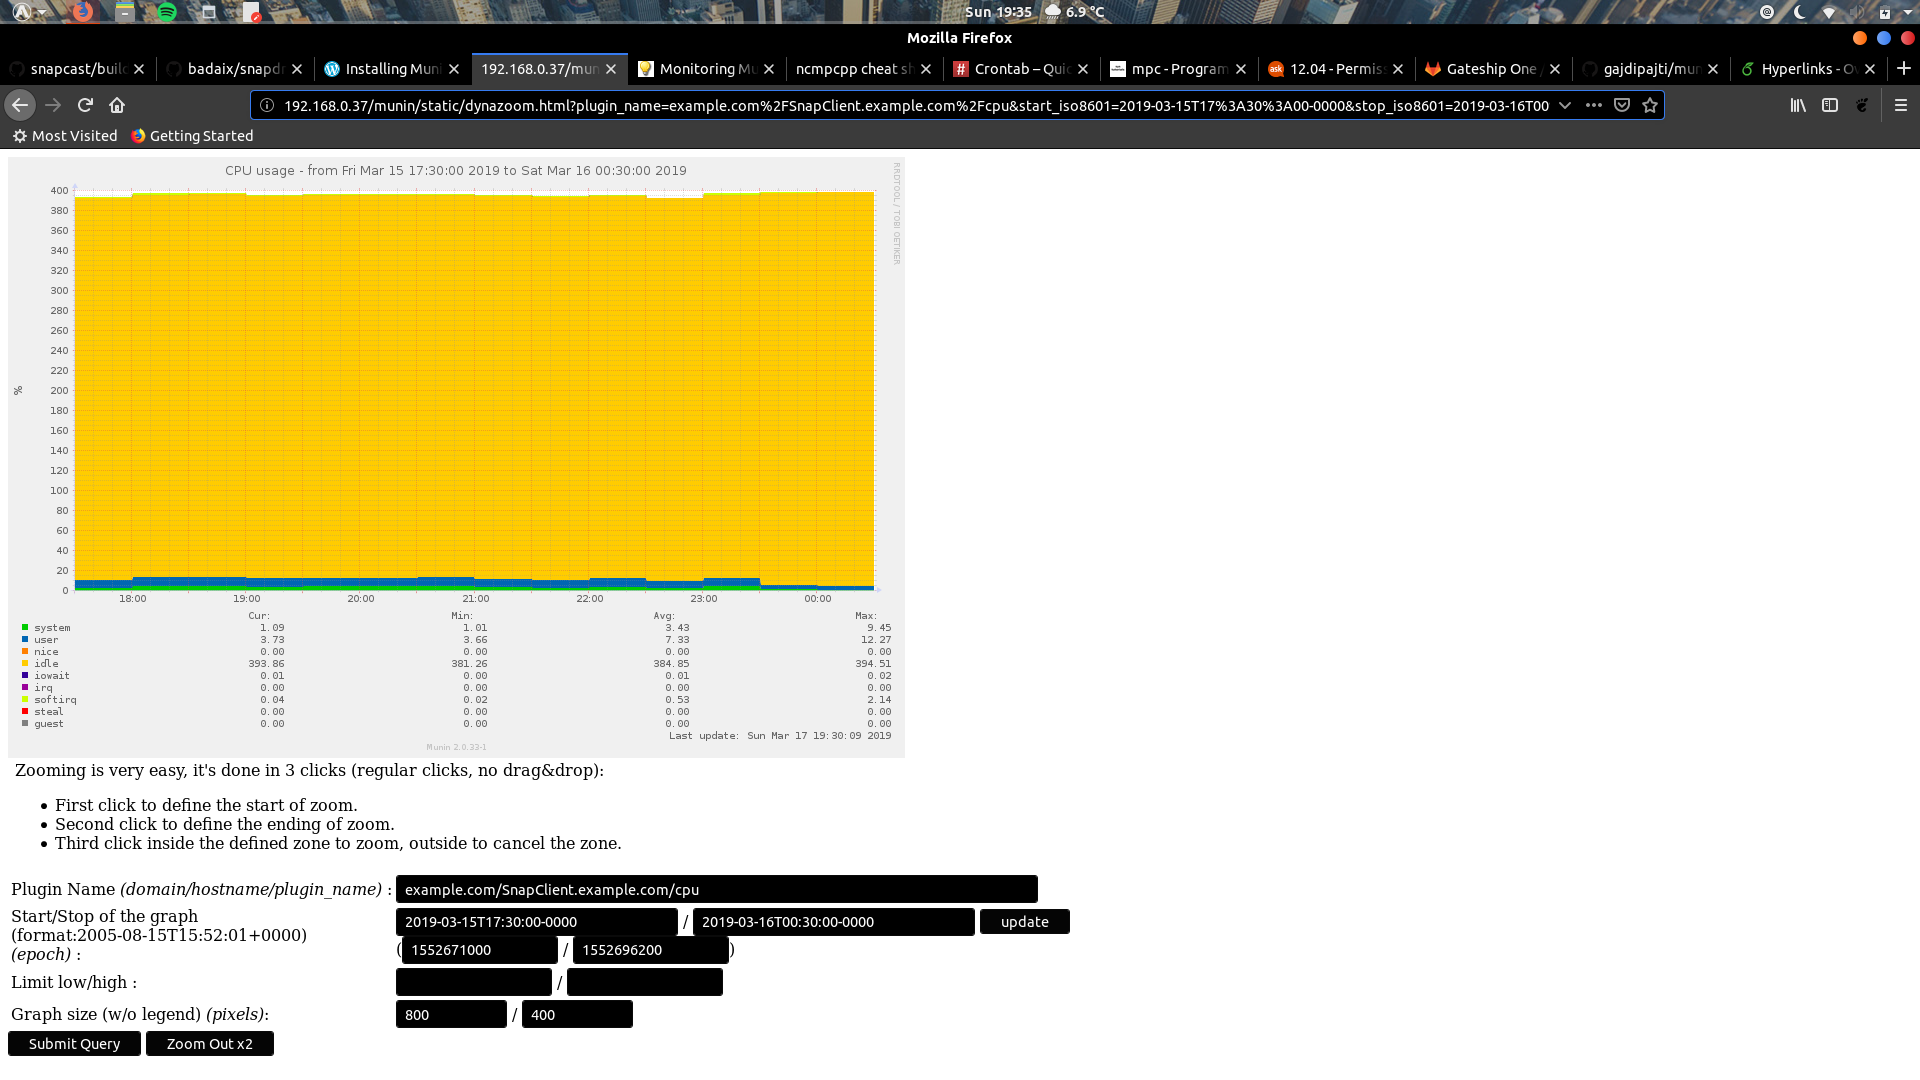 Sun 19:35 6.9 °C
Mozilla Firefox
snapcast/buil badaix/snapdr Installing Muni 192.168.0.37/mun Monitoring Mu ncmpcpp cheat sh Crontab – Quic mpc - Program 12.04 - Permiss Gateship One / gajdipajti/mun Hyperlinks - Ov
192.168.0.37/munin/static/dynazoom.html?plugin_name=example.com%2FSnapClient.example.com%2Fcpu&start_iso8601=2019-03-15T17%3A30%3A00-0000&stop_iso8601=2019-03-16T00
Most Visited Getting Started
CPU usage - from Fri Mar 15 17:30:00 2019 to Sat Mar 16 00:30:00 2019
RRDTOOL / TOBI OETIKER
400
380
360
340
320
300
280
260
240
220
200
180
160
140
120
100
80
60
40
20
0
%
18:00 19:00 20:00 21:00 22:00 23:00 00:00
Cur: Min: Avg: Max:
system 1.09 1.01 3.43 9.45
user 3.73 3.66 7.33 12.27
nice 0.00 0.00 0.00 0.00
idle 393.86 381.26 384.85 394.51
iowait 0.01 0.00 0.01 0.02
irq 0.00 0.00 0.00 0.00
softirq 0.04 0.02 0.53 2.14
steal 0.00 0.00 0.00 0.00
guest 0.00 0.00 0.00 0.00
Last update: Sun Mar 17 19:30:09 2019
Munin 2.0.33-1
Zooming is very easy, it's done in 3 clicks (regular clicks, no drag&drop):
• First click to define the start of zoom.
• Second click to define the ending of zoom.
• Third click inside the defined zone to zoom, outside to cancel the zone.
Plugin Name (domain/hostname/plugin_name) : example.com/SnapClient.example.com/cpu
Start/Stop of the graph
(format:2005-08-15T15:52:01+0000)
(epoch) :
2019-03-15T17:30:00-0000 / 2019-03-16T00:30:00-0000 update
(1552671000 / 1552696200)
Limit low/high : /
Graph size (w/o legend) (pixels): 800 / 400
Submit Query Zoom Out x2